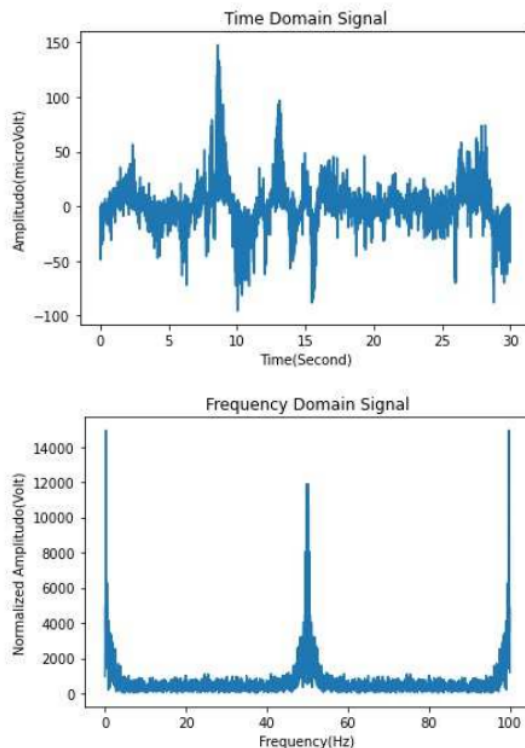 Time Domain Signal
150
100
50
0
−50
−100
Amplitudo(microVolt)
0 5 10 15 20 25 30
Time(Second)
Frequency Domain Signal
14000
12000
10000
8000
6000
4000
2000
0
Normalized Amplitudo(Volt)
0 20 40 60 80 100
Frequency(Hz)